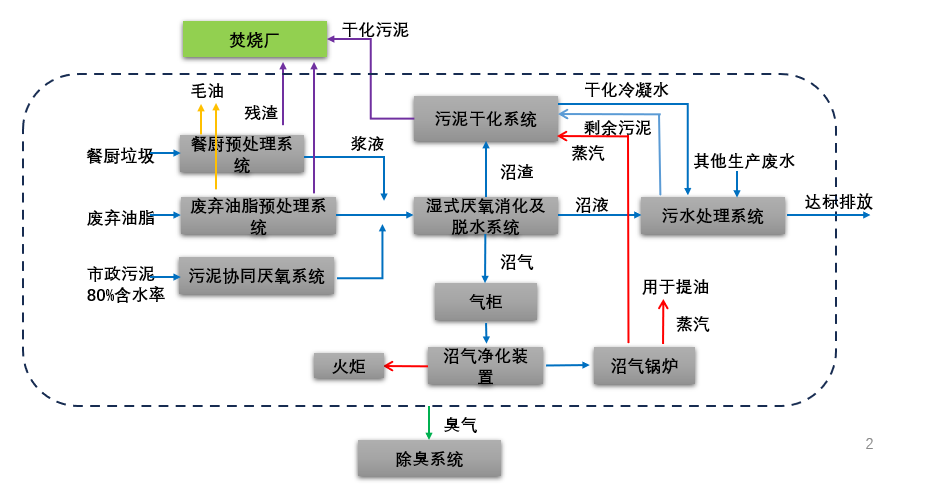 焚烧厂
干化污泥
毛油
残渣
污泥干化系统
干化冷凝水
剩余污泥
蒸汽
餐厨垃圾
餐厨预处理系
统
浆液
沼渣
其他生产废水
废弃油脂
废弃油脂预处理系
统
湿式厌氧消化及
脱水系统
沼液
污水处理系统
达标排放
市政污泥
80%含水率
污泥协同厌氧系统
沼气
气柜
用于提油
蒸汽
火炬
沼气净化装
置
沼气锅炉
臭气
除臭系统
2